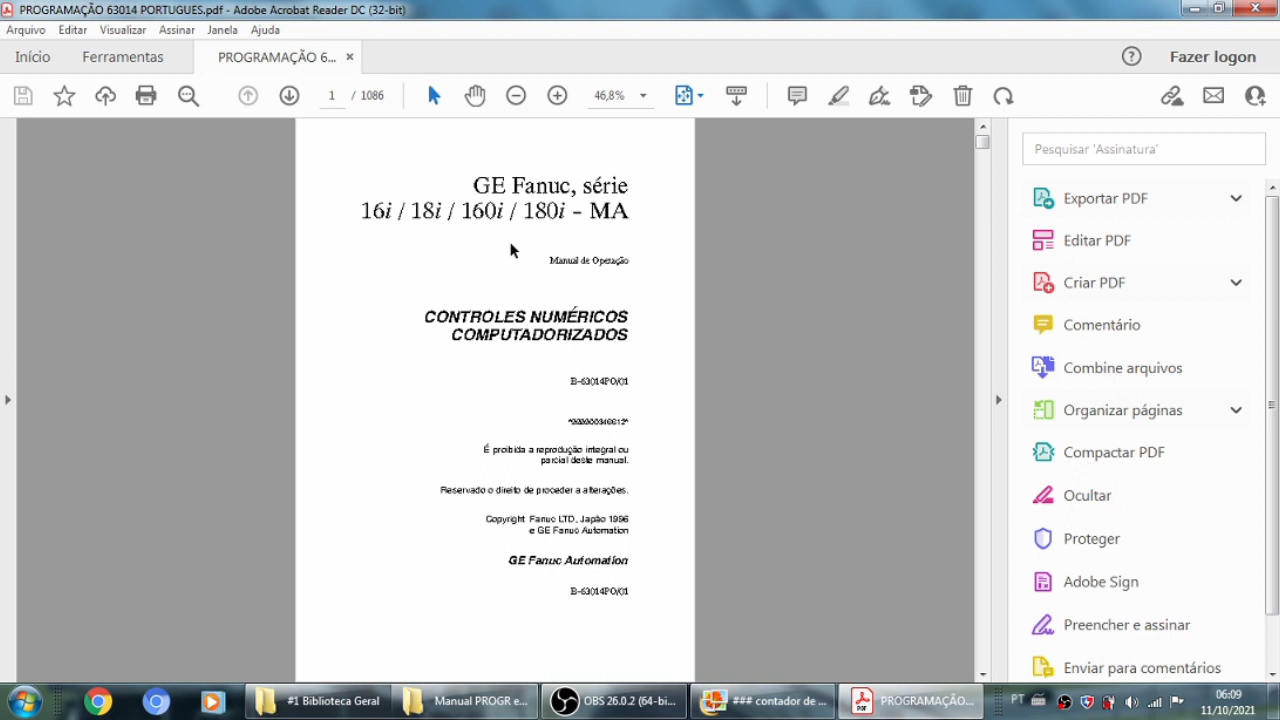 PROGRAMAÇÃO 63014 PORTUGUES.pdf - Adobe Acrobat Reader DC (32-bit)
Arquivo Editar Visualizar Assinar Janela Ajuda
Início Ferramentas PROGRAMAÇÃO 6... × Fazer logon
1 / 1086 46,8%
GE Fanuc, série
16i / 18i / 160i / 180i - MA
Manual de Operação
CONTROLES NUMÉRICOS
COMPUTADORIZADOS
B-63014PO/01
É proibida a reprodução integral ou
parcial deste manual.
Reservado o direito de proceder a alterações.
Copyright Fanuc LTD, Japão 1996
e GE Fanuc Automation
GE Fanuc Automation
B-63014PO/01
Pesquisar 'Assinatura'
Exportar PDF
Editar PDF
Criar PDF
Comentário
Combine arquivos
Organizar páginas
Compactar PDF
Ocultar
Proteger
Adobe Sign
Preencher e assinar
Enviar para comentários
#1 Biblioteca Geral Manual PROGR e... OBS 26.0.2 (64-bi... ### contador de ... PROGRAMAÇÃO... PT 06:09
11/10/2021